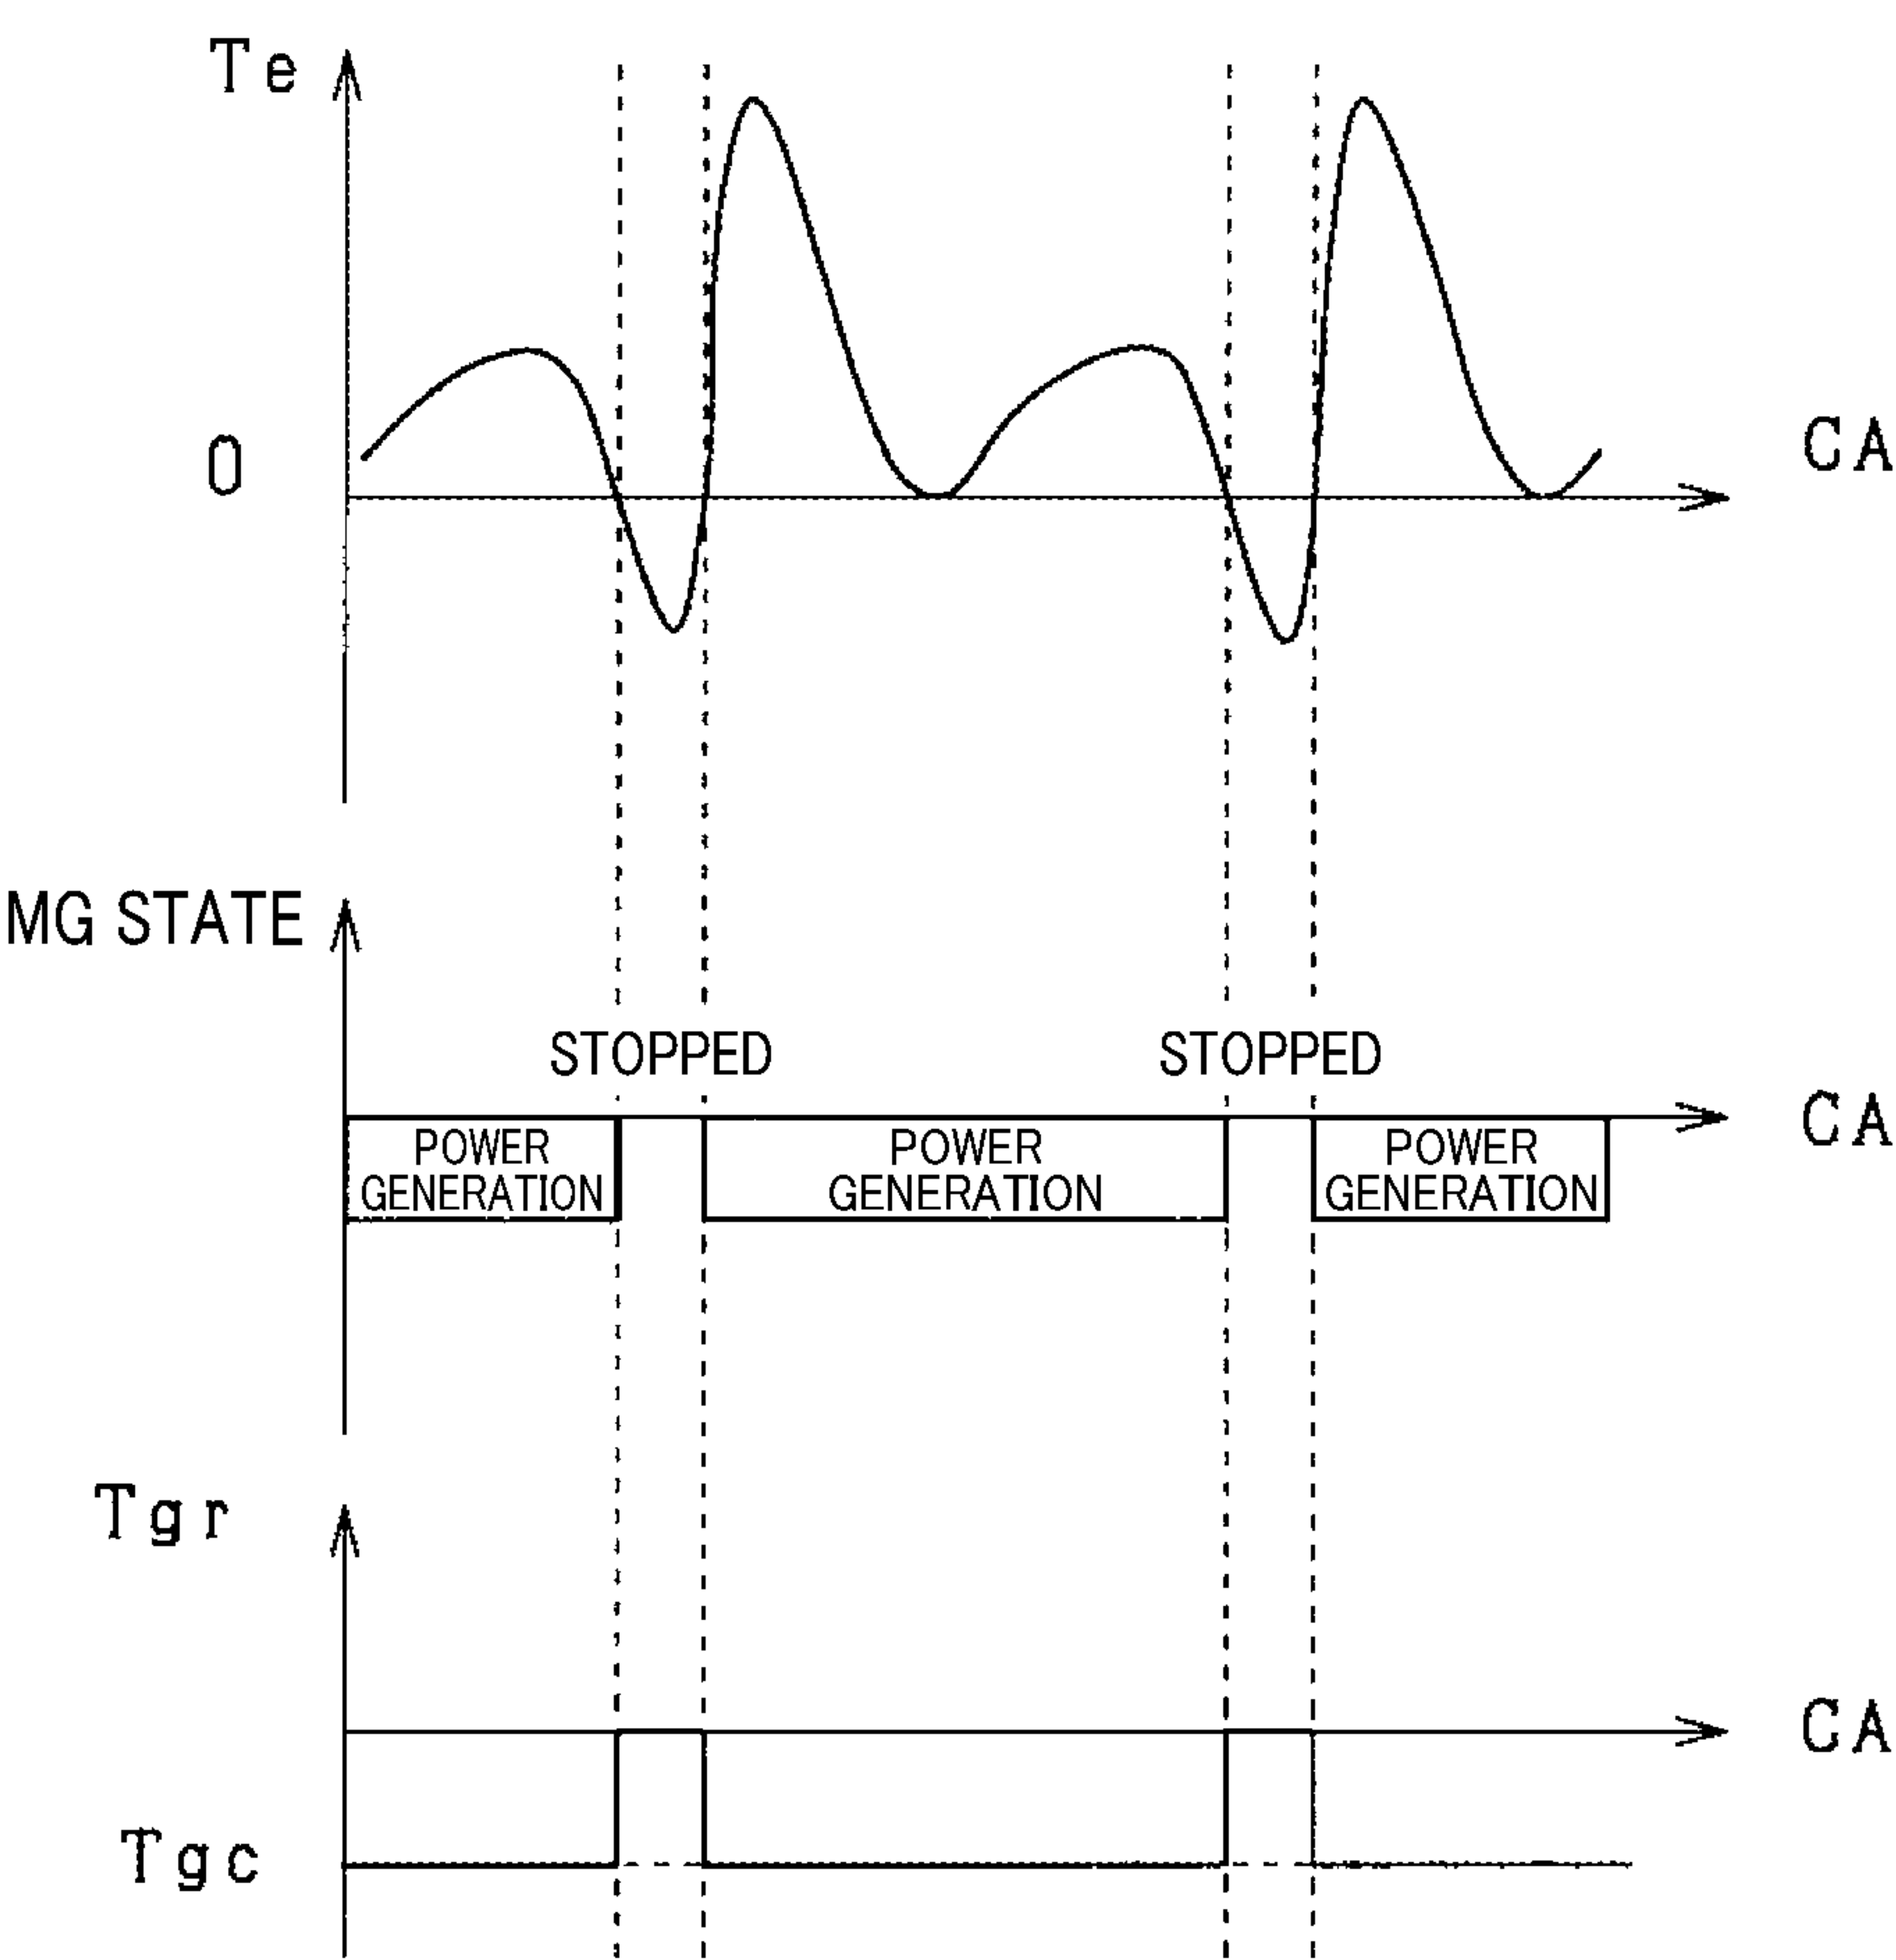 Te
0
CA
MG STATE
STOPPED
STOPPED
CA
POWER
GENERATION
POWER
GENERATION
POWER
GENERATION
Tgr
CA
Tgc